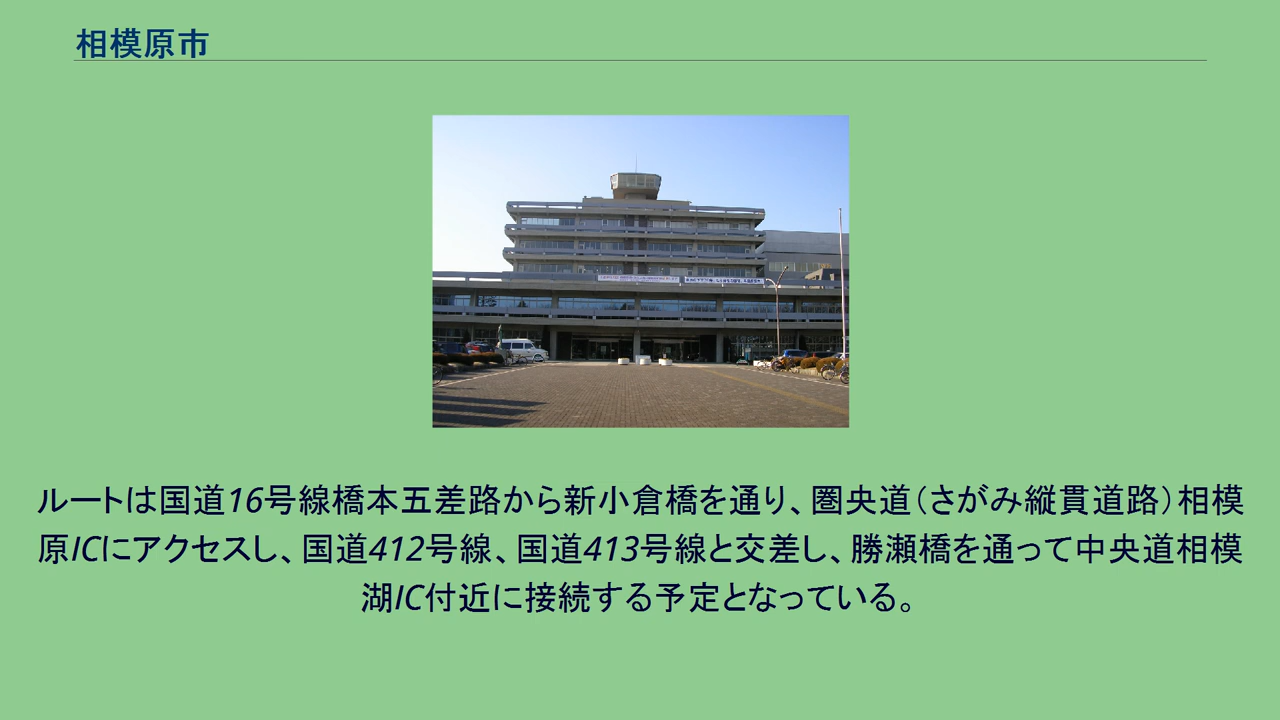 相模原市
ルートは国道16号線橋本五差路から新小倉橋を通り、圏央道（さがみ縦貫道路）相模
原ICにアクセスし、国道412号線、国道413号線と交差し、勝瀬橋を通って中央道相模
湖IC付近に接続する予定となっている。